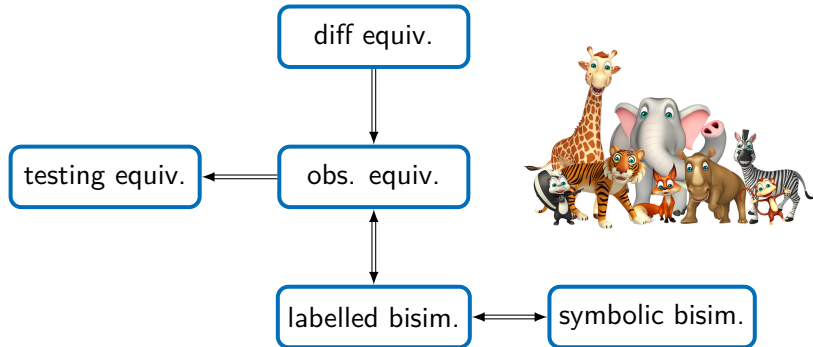 diff equiv.
testing equiv.
obs. equiv.
labelled bisim.
symbolic bisim.